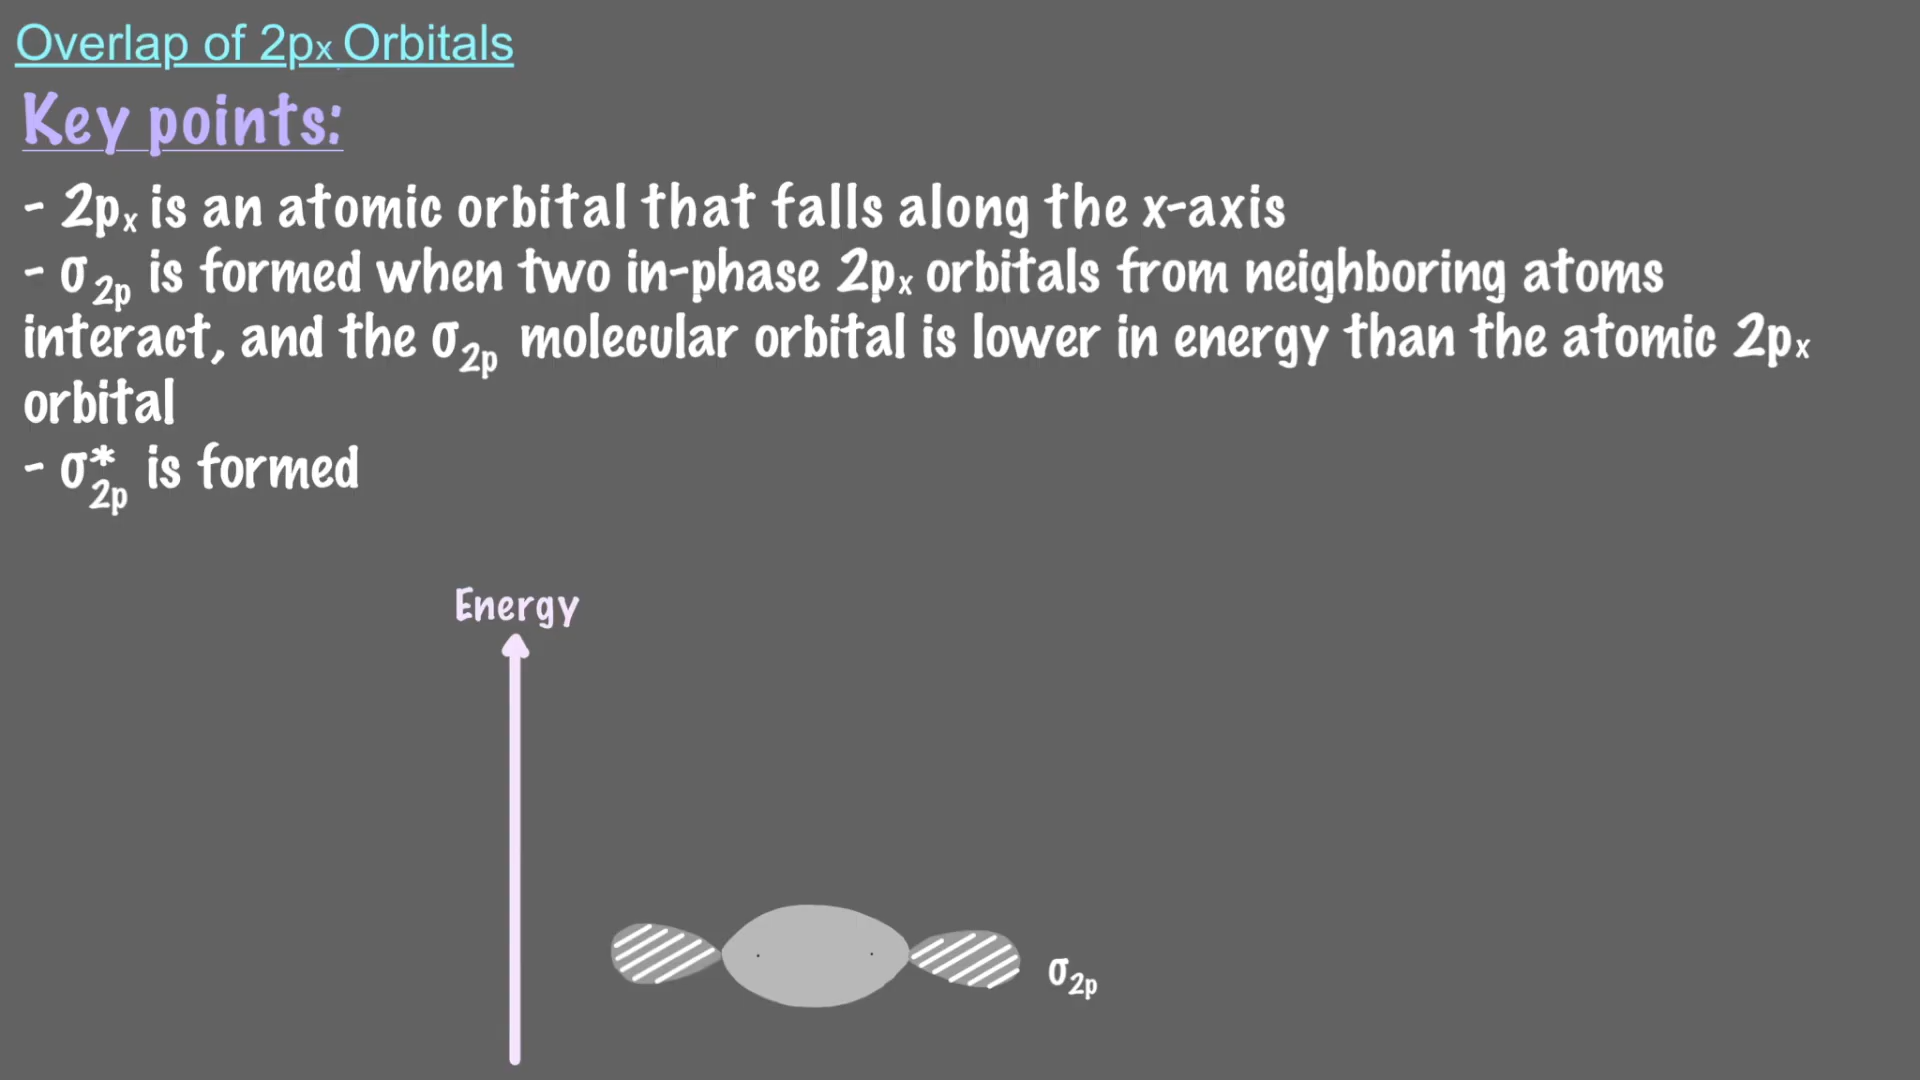 Overlap of 2pₓ Orbitals
Key points:
- 2pₓ is an atomic orbital that falls along the x-axis
- σ₂ₚ is formed when two in-phase 2pₓ orbitals from neighboring atoms
interact, and the σ₂ₚ molecular orbital is lower in energy than the atomic 2pₓ
orbital
- σ*₂ₚ is formed
Energy
σ₂ₚ